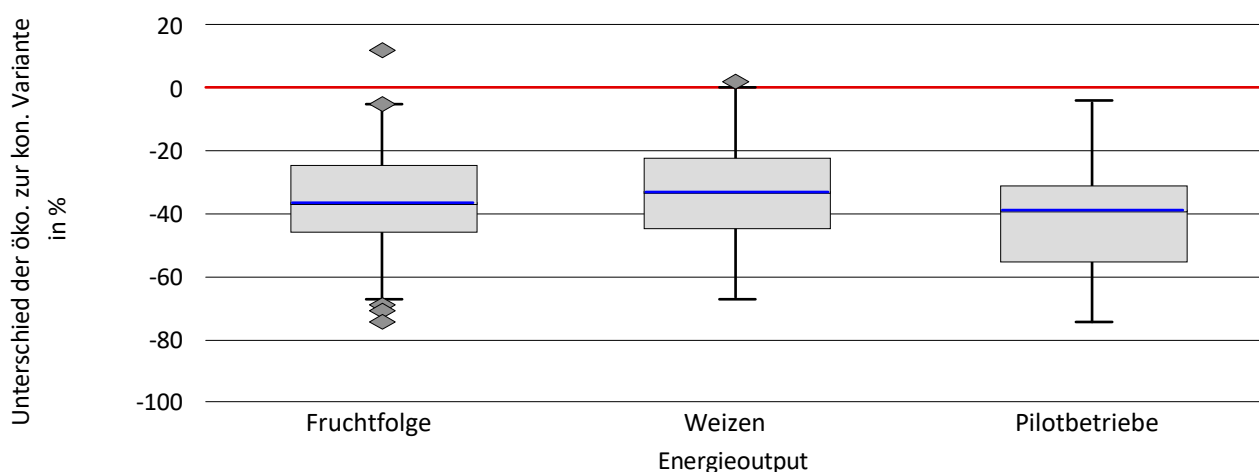 Unterschied der öko. zur kon. Variante
in %
20
0
-20
-40
-60
-80
-100
Fruchtfolge
Weizen
Pilotbetriebe
Energieoutput